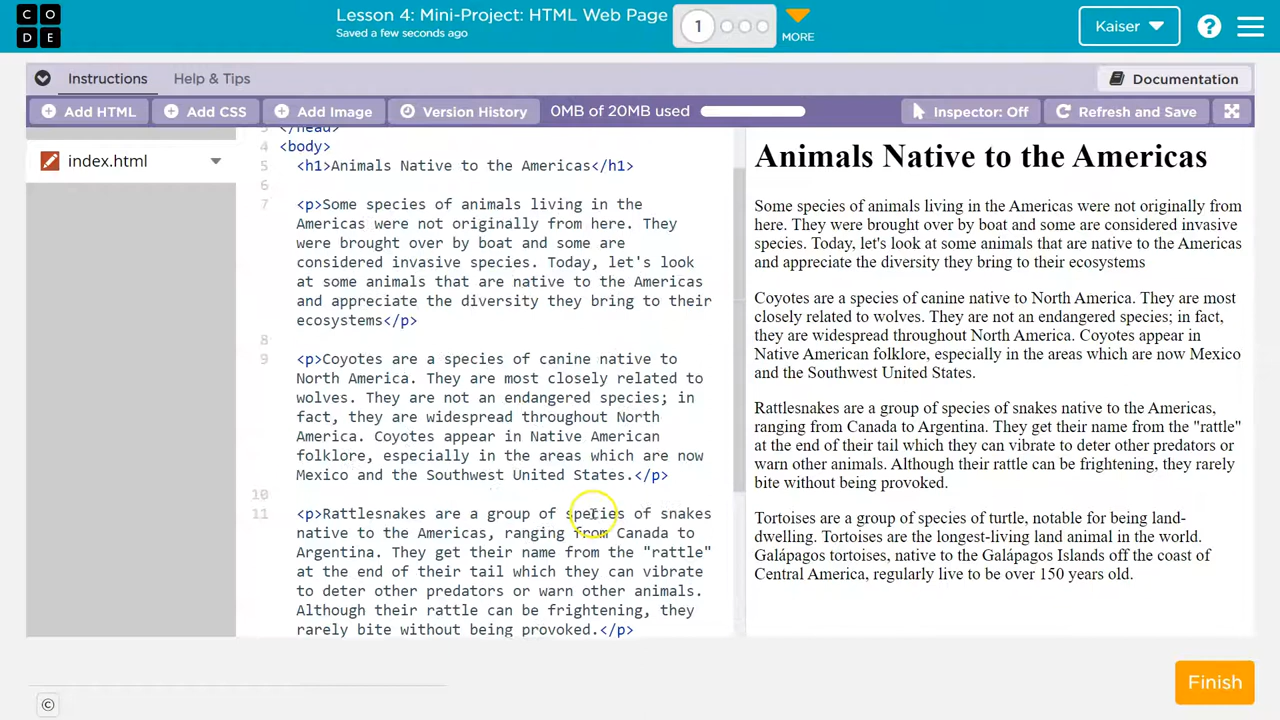 C O
D E
Lesson 4: Mini-Project: HTML Web Page
Saved a few seconds ago
1
MORE
Kaiser
?
Instructions
Help & Tips
Documentation
Add HTML
Add CSS
Add Image
Version History
0MB of 20MB used
Inspector: Off
Refresh and Save
index.html
3 </head>
4 <body>
5 <h1>Animals Native to the Americas</h1>
6
7 <p>Some species of animals living in the
Americas were not originally from here. They
were brought over by boat and some are
considered invasive species. Today, let's look
at some animals that are native to the Americas
and appreciate the diversity they bring to their
ecosystems</p>
8
9 <p>Coyotes are a species of canine native to
North America. They are most closely related to
wolves. They are not an endangered species; in
fact, they are widespread throughout North
America. Coyotes appear in Native American
folklore, especially in the areas which are now
Mexico and the Southwest United States.</p>
10
11 <p>Rattlesnakes are a group of species of snakes
native to the Americas, ranging from Canada to
Argentina. They get their name from the "rattle"
at the end of their tail which they can vibrate
to deter other predators or warn other animals.
Although their rattle can be frightening, they
rarely bite without being provoked.</p>
Animals Native to the Americas
Some species of animals living in the Americas were not originally from
here. They were brought over by boat and some are considered invasive
species. Today, let's look at some animals that are native to the Americas
and appreciate the diversity they bring to their ecosystems
Coyotes are a species of canine native to North America. They are most
closely related to wolves. They are not an endangered species; in fact,
they are widespread throughout North America. Coyotes appear in
Native American folklore, especially in the areas which are now Mexico
and the Southwest United States.
Rattlesnakes are a group of species of snakes native to the Americas,
ranging from Canada to Argentina. They get their name from the "rattle"
at the end of their tail which they can vibrate to deter other predators or
warn other animals. Although their rattle can be frightening, they rarely
bite without being provoked.
Tortoises are a group of species of turtle, notable for being land-
dwelling. Tortoises are the longest-living land animal in the world.
Galápagos tortoises, native to the Galápagos Islands off the coast of
Central America, regularly live to be over 150 years old.
Finish
©